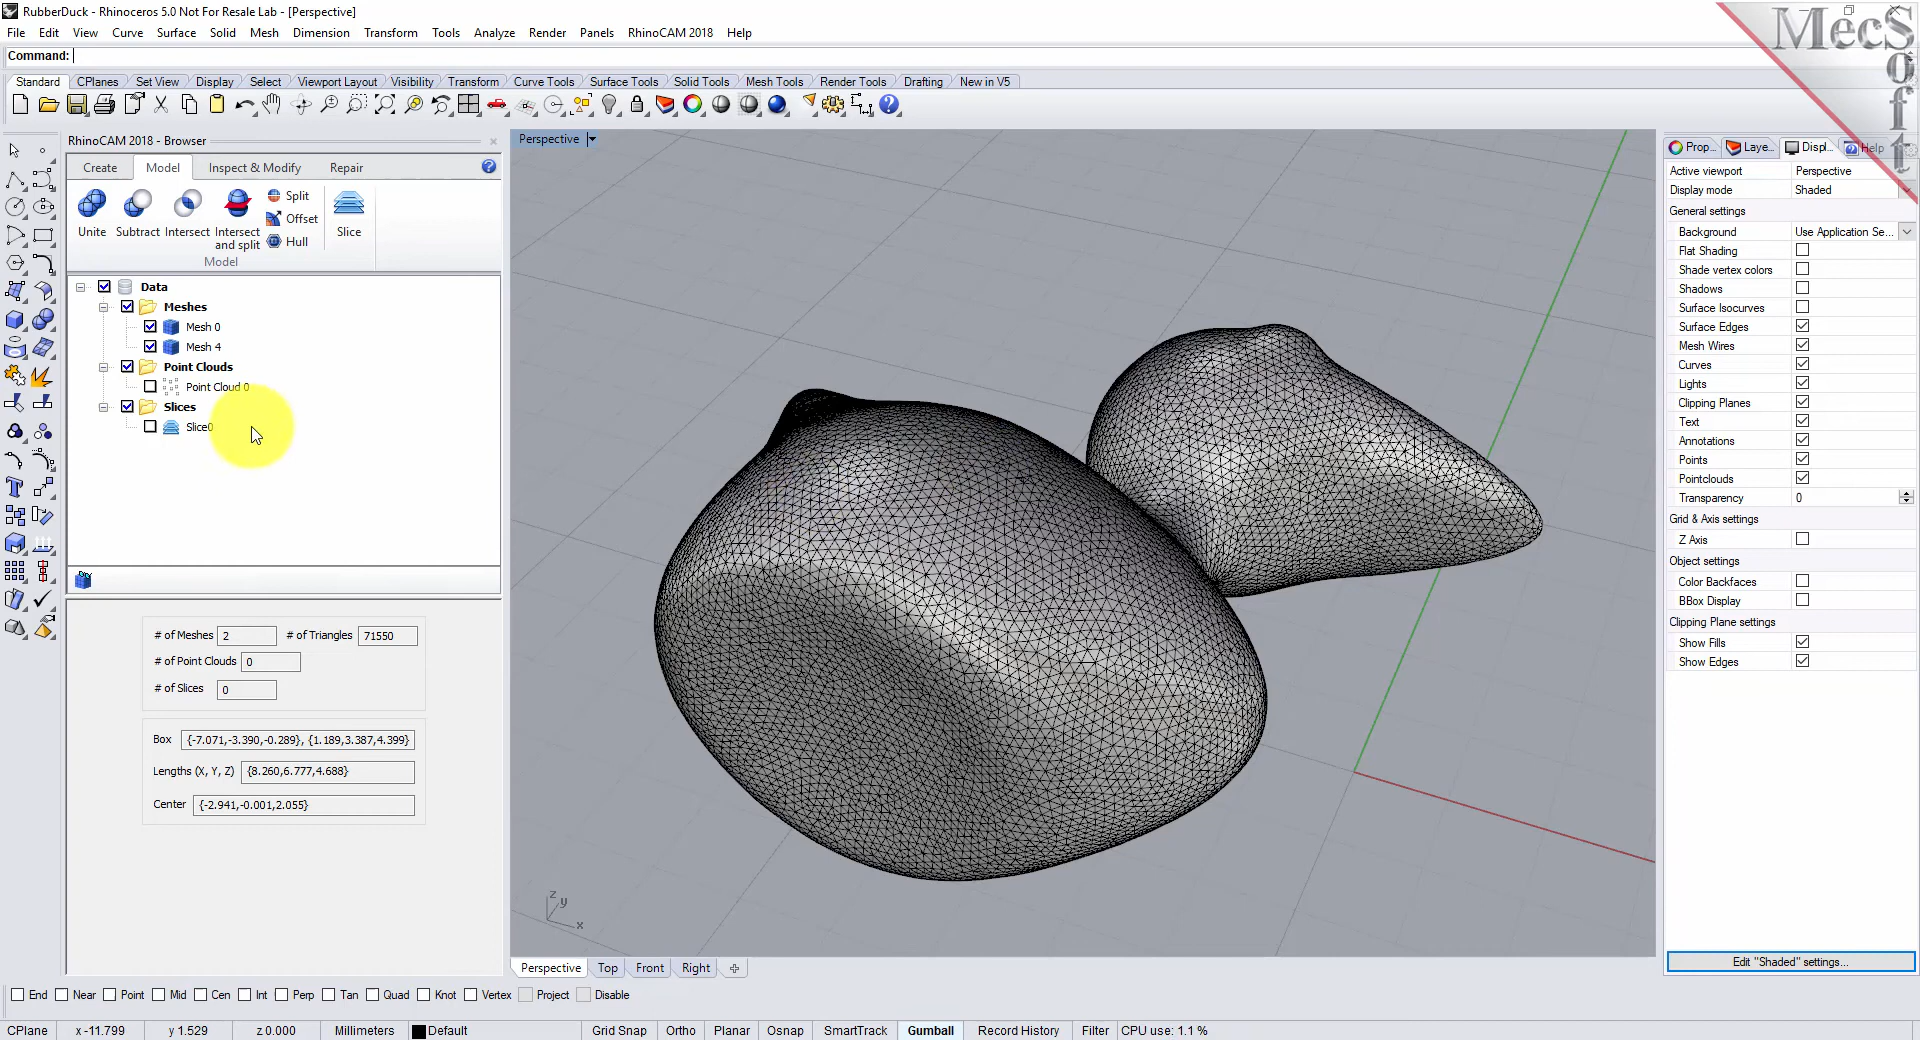 RubberDuck - Rhinoceros 5.0 Not For Resale Lab - [Perspective]
File Edit View Curve Surface Solid Mesh Dimension Transform Tools Analyze Render Panels RhinoCAM 2018 Help
Command:
Standard CPlanes Set View Display Select Viewport Layout Visibility Transform Curve Tools Surface Tools Solid Tools Mesh Tools Render Tools Drafting New in V5
MecSoft
RhinoCAM 2018 - Browser
Create Model Inspect & Modify Repair
Unite Subtract Intersect Intersect and split Split Offset Hull Slice
Model
Data
Meshes
Mesh 0
Mesh 4
Point Clouds
Point Cloud 0
Slices
Slice0
# of Meshes 2 # of Triangles 71550
# of Point Clouds 0
# of Slices 0
Box {-7.071,-3.390,-0.289}, {1.189,3.387,4.399}
Lengths (X, Y, Z) {8.260,6.777,4.688}
Center {-2.941,-0.001,2.055}
Perspective
z
y
x
Perspective Top Front Right
Prop... Laye... Displ... Help
Active viewport Perspective
Display mode Shaded
General settings
Background Use Application Se...
Flat Shading
Shade vertex colors
Shadows
Surface Isocurves
Surface Edges
Mesh Wires
Curves
Lights
Clipping Planes
Text
Annotations
Points
Pointclouds
Transparency 0
Grid & Axis settings
Z Axis
Object settings
Color Backfaces
BBox Display
Clipping Plane settings
Show Fills
Show Edges
Edit "Shaded" settings...
End Near Point Mid Cen Int Perp Tan Quad Knot Vertex Project Disable
CPlane x -11.799 y 1.529 z 0.000 Millimeters Default Grid Snap Ortho Planar Osnap SmartTrack Gumball Record History Filter CPU use: 1.1 %